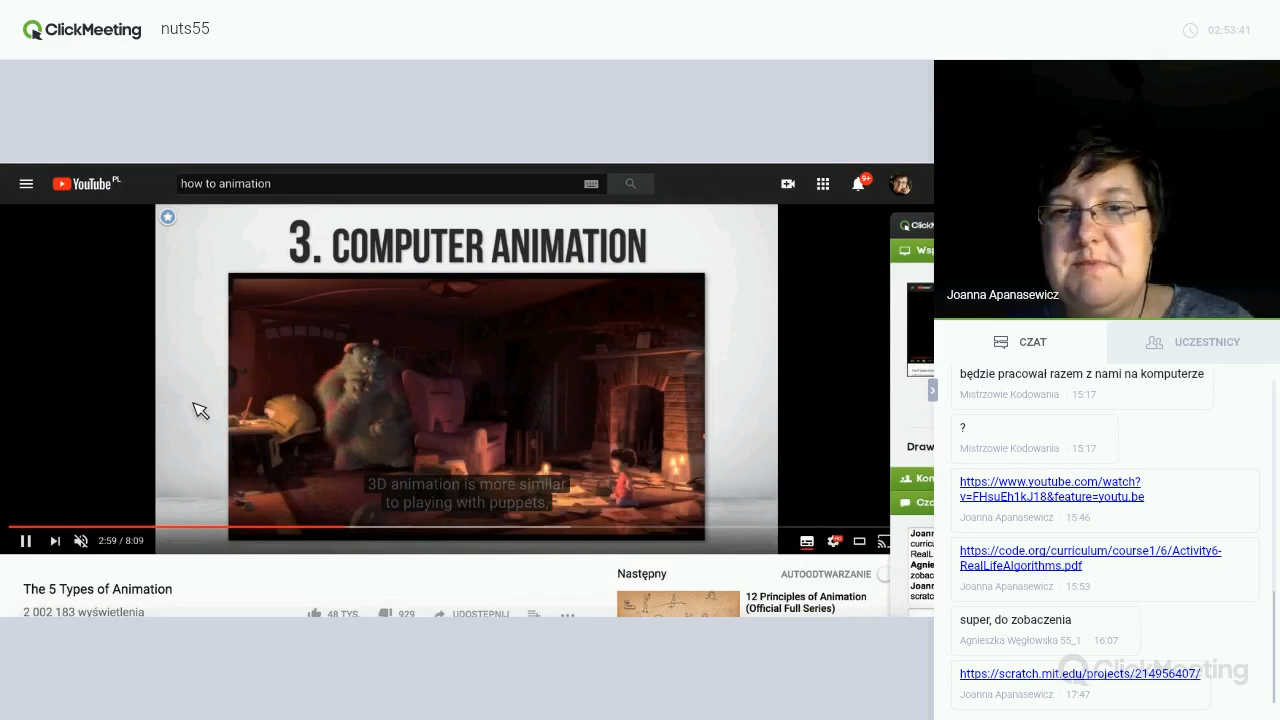 ClickMeeting
nuts55
02:53:41
YouTube PL
how to animation
9+
3. COMPUTER ANIMATION
3D animation is more similar
to playing with puppets,
2:59 / 8:09
The 5 Types of Animation
2 002 183 wyświetlenia
48 TYS.
929
UDOSTĘPNIJ
Następny
AUTOODTWARZANIE
12 Principles of Animation
(Official Full Series)
Draw
Joanna Apanasewicz
CZAT
UCZESTNICY
będzie pracował razem z nami na komputerze
Mistrzowie Kodowania 15:17
?
Mistrzowie Kodowania 15:17
https://www.youtube.com/watch?
v=FHsuEh1kJ18&feature=youtu.be
Joanna Apanasewicz 15:46
https://code.org/curriculum/course1/6/Activity6-
RealLifeAlgorithms.pdf
Joanna Apanasewicz 15:53
super, do zobaczenia
Agnieszka Węgłowska 55_1 16:07
https://scratch.mit.edu/projects/214956407/
Joanna Apanasewicz 17:47
ClickMeeting